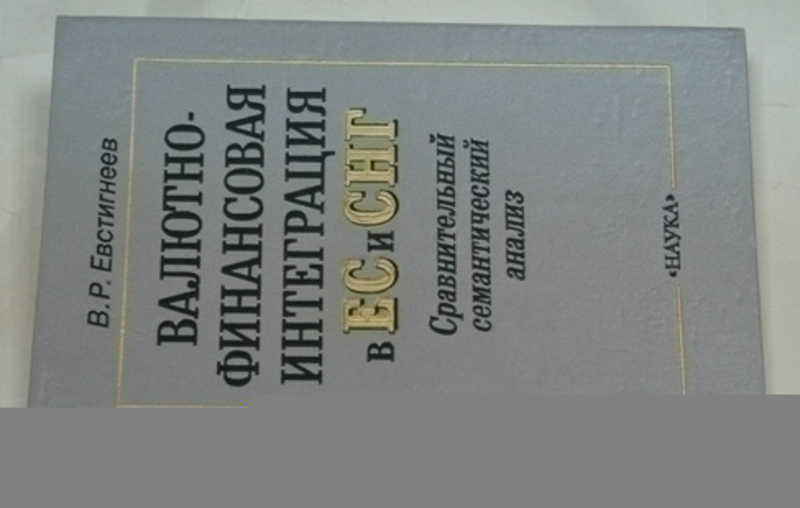 В. Р. Евстигнеев
ВАЛЮТНО-
ФИНАНСОВАЯ
ИНТЕГРАЦИЯ
в ЕС и СНГ
Сравнительный
семантический
анализ
«НАУКА»